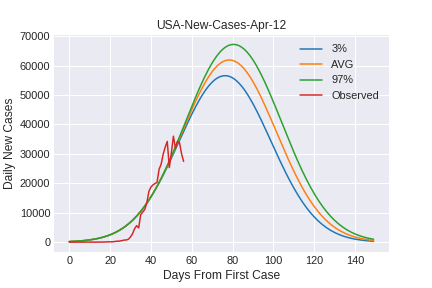 USA-New-Cases-Apr-12
70000
60000
50000
40000
30000
20000
10000
0
Daily New Cases
3%
AVG
97%
Observed
0 20 40 60 80 100 120 140
Days From First Case